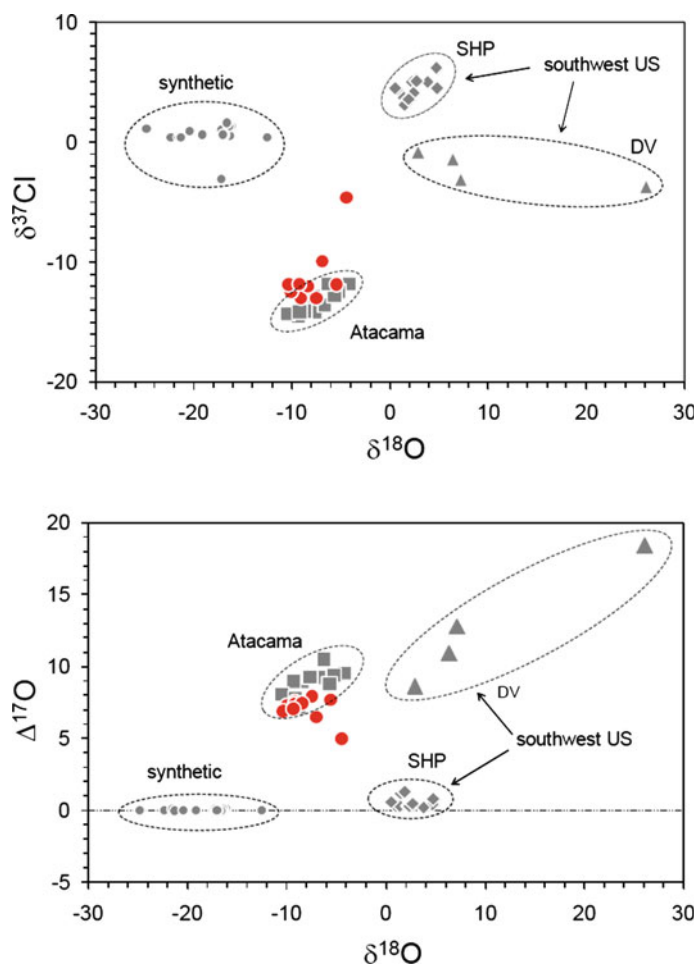 10
0
-10
-20
δ³⁷Cl
synthetic
SHP
southwest US
DV
Atacama
-30 -20 -10 0 10 20 30
δ¹⁸O
20
15
10
5
0
-5
Δ¹⁷O
Atacama
DV
southwest US
synthetic
SHP
-30 -20 -10 0 10 20 30
δ¹⁸O